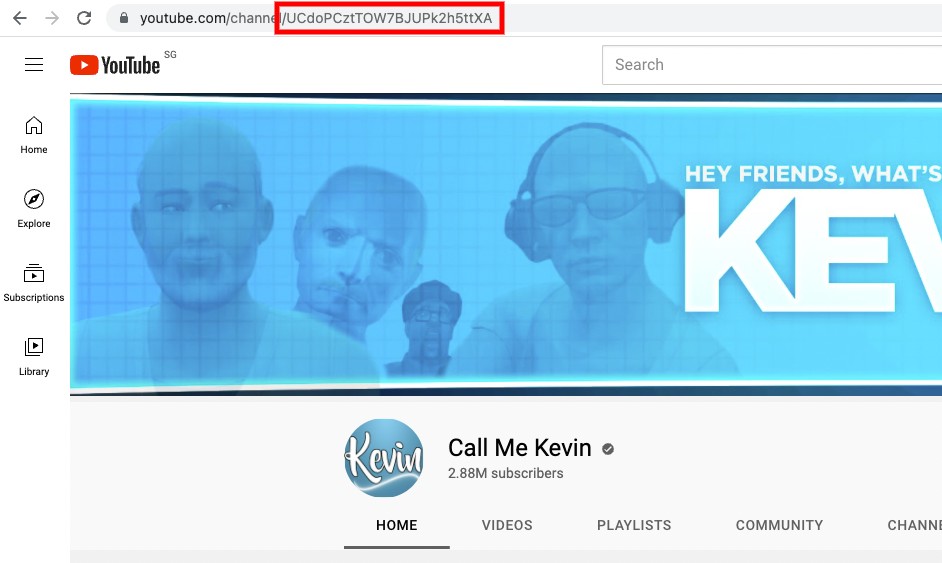 youtube.com/channel/UCdoPCztTOW7BJUPk2h5ttXA
YouTube SG
Search
Home
Explore
Subscriptions
Library
HEY FRIENDS, WHAT'S
KEV
Kevin
Call Me Kevin
2.88M subscribers
HOME VIDEOS PLAYLISTS COMMUNITY CHANNE